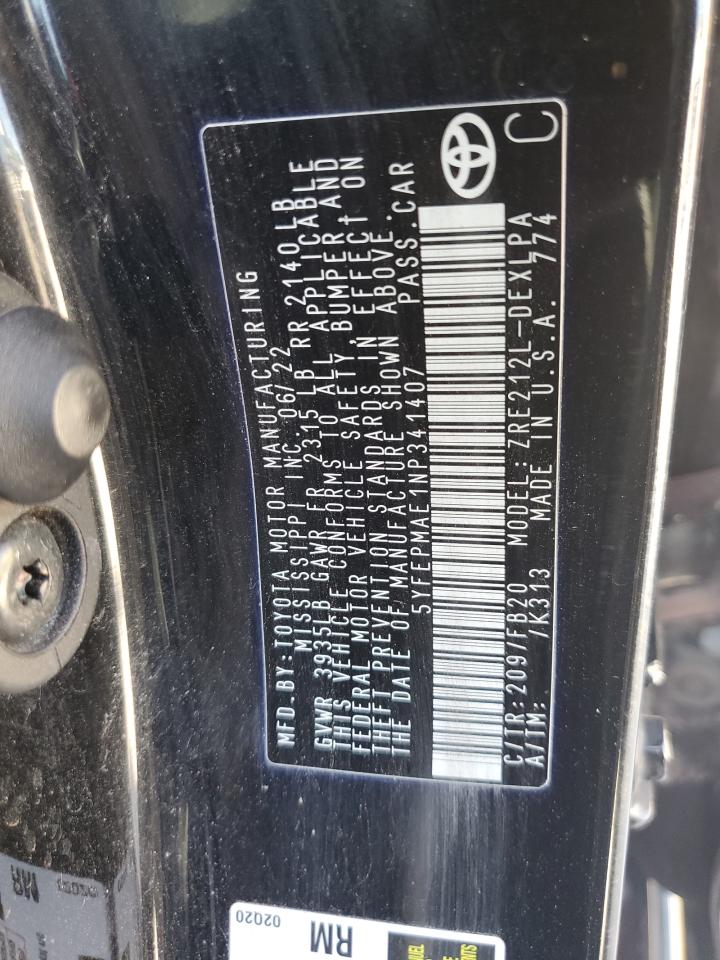 MFD. BY: TOYOTA MOTOR MANUFACTURING
MISSISSIPPI INC. 06/22
GVWR 3935LB GAWR FR 2315 LB RR 2140 LB
THIS VEHICLE CONFORMS TO ALL APPLICABLE
FEDERAL MOTOR VEHICLE SAFETY, BUMPER AND
THEFT PREVENTION STANDARDS IN EFFECT ON
THE DATE OF MANUFACTURE SHOWN ABOVE.
5YFEPMAE1NP341407 PASS.CAR
C/TR:209/FB20 MODEL:ZRE212L-DEXLPA
A/TM: /K313 MADE IN U.S.A. 774
C
02Q20
RM